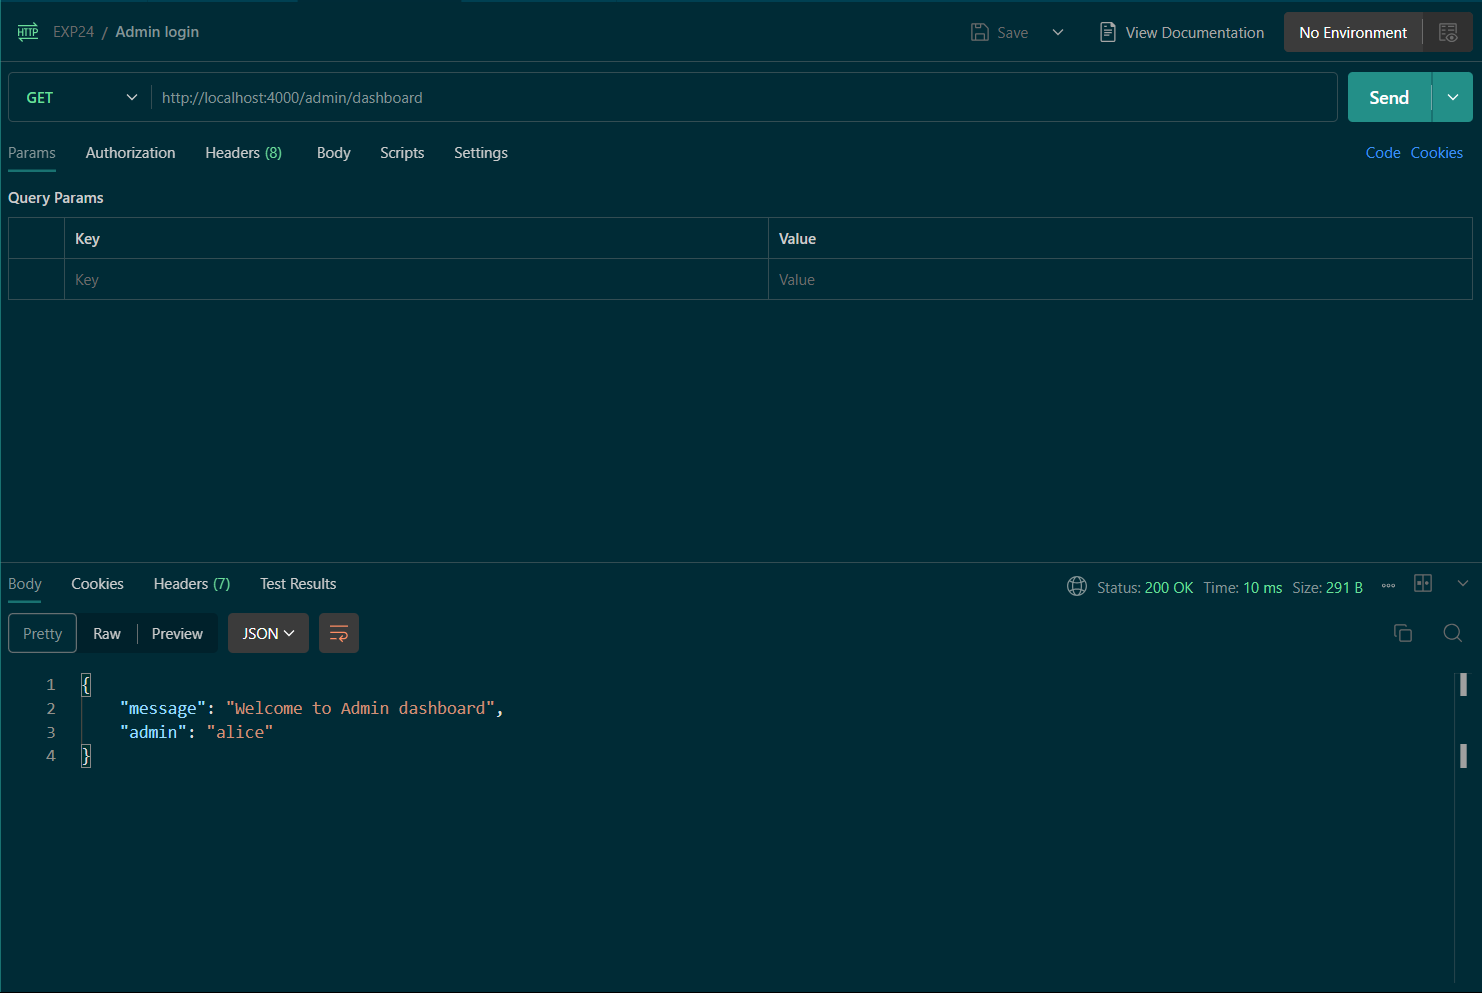 HTTP EXP24 / Admin login Save View Documentation No Environment
GET http://localhost:4000/admin/dashboard Send
Params Authorization Headers (8) Body Scripts Settings Code Cookies
Query Params
Key Value
Key Value
Body Cookies Headers (7) Test Results Status: 200 OK Time: 10 ms Size: 291 B
Pretty Raw Preview JSON
1 {
2 "message": "Welcome to Admin dashboard",
3 "admin": "alice"
4 }